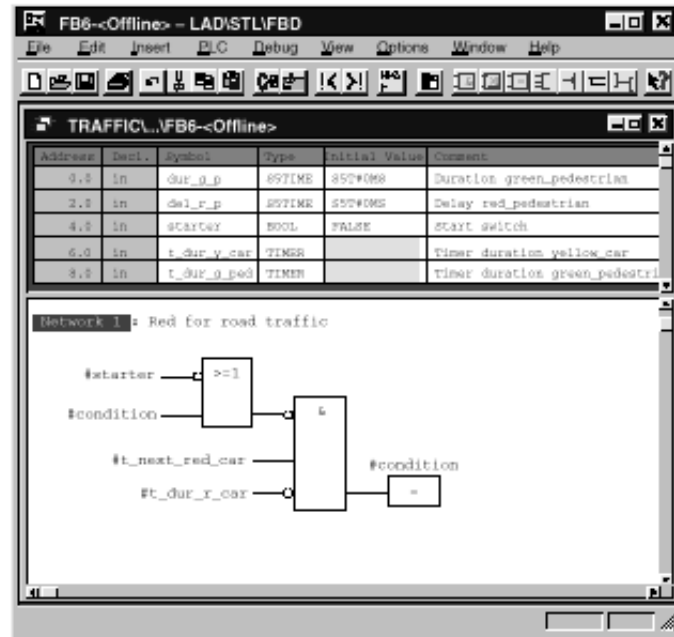 FB6-<Offline> – LAD\STL\FBD
File Edit Insert PLC Debug View Options Window Help
TRAFFIC\...\FB6-<Offline>
Address Decl. Symbol Type Initial Value Comment
0.0 in dur_g_p S5TIME S5T#0MS Duration green_pedestrian
2.0 in del_r_p S5TIME S5T#0MS Delay red_pedestrian
4.0 in starter BOOL FALSE Start switch
6.0 in t_dur_y_car TIMER Timer duration yellow_car
8.0 in t_dur_g_ped TIMER Timer duration green_pedestri
Network 1 : Red for road traffic
#starter >=1
#condition &
#t_next_red_car
#condition
#t_dur_r_car =